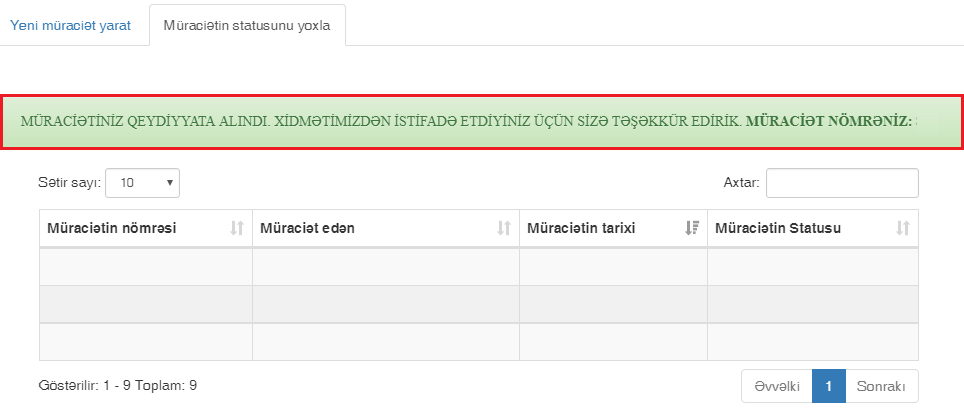 Yeni müraciət yarat
Müraciətin statusunu yoxla
MÜRACİƏTİNİZ QEYDİYYATA ALINDI. XİDMƏTİMİZDƏN İSTİFADƏ ETDİYİNİZ ÜÇÜN SİZƏ TƏŞƏKKÜR EDİRİK. MÜRACİƏT NÖMRƏNİZ:
Sətir sayı: 10
Axtar:
Müraciətin nömrəsi
Müraciət edən
Müraciətin tarixi
Müraciətin Statusu
Göstərilir: 1 - 9 Toplam: 9
Əvvəlki 1 Sonrakı